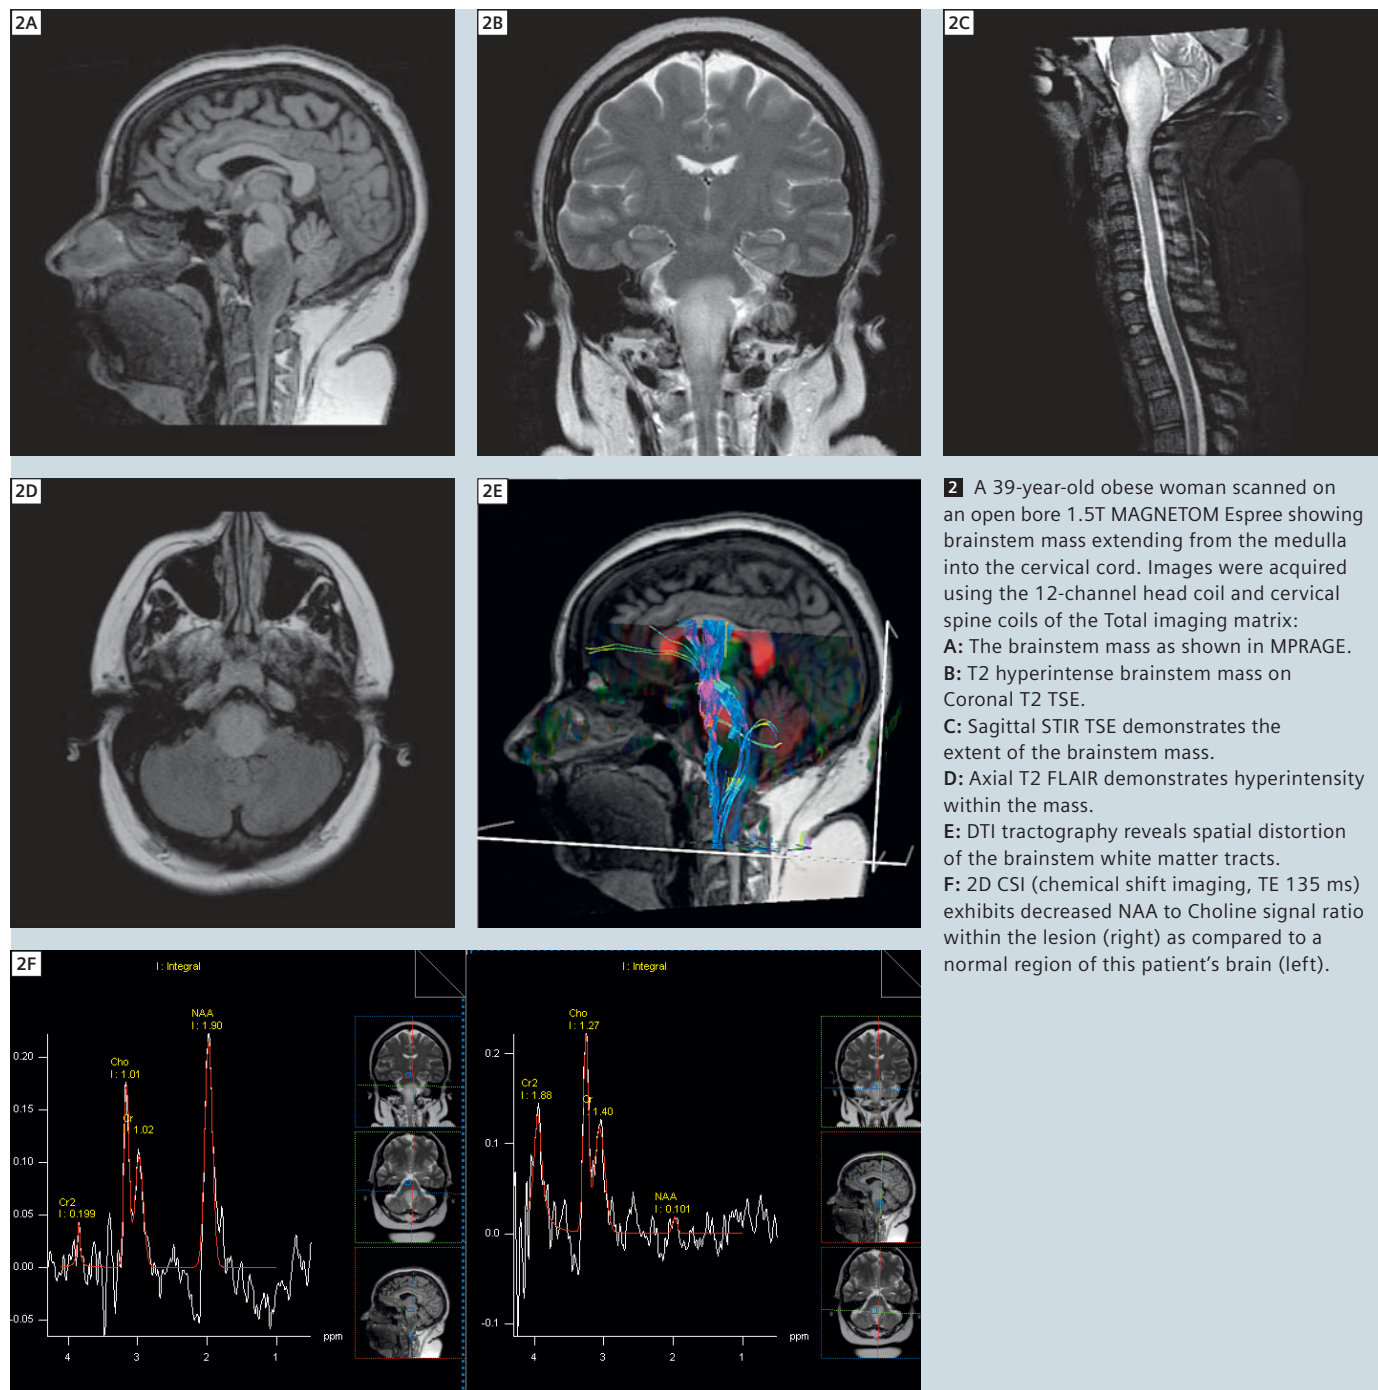 2A
2B
2C
2D
2E
2 A 39-year-old obese woman scanned on
an open bore 1.5T MAGNETOM Espree showing
brainstem mass extending from the medulla
into the cervical cord. Images were acquired
using the 12-channel head coil and cervical
spine coils of the Total imaging matrix:
A: The brainstem mass as shown in MPRAGE.
B: T2 hyperintense brainstem mass on
Coronal T2 TSE.
C: Sagittal STIR TSE demonstrates the
extent of the brainstem mass.
D: Axial T2 FLAIR demonstrates hyperintensity
within the mass.
E: DTI tractography reveals spatial distortion
of the brainstem white matter tracts.
F: 2D CSI (chemical shift imaging, TE 135 ms)
exhibits decreased NAA to Choline signal ratio
within the lesion (right) as compared to a
normal region of this patient's brain (left).
2F
I : Integral
NAA
I : 1.90
Cho
I : 1.01
Cr
1.02
Cr2
I : 0.199
0.20
0.15
0.10
0.05
0.00
-0.05
4 3 2 1
ppm
I : Integral
Cho
I : 1.27
Cr2
I : 1.88
Cr
1.40
NAA
I : 0.101
0.2
0.1
0.0
-0.1
4 3 2 1
ppm